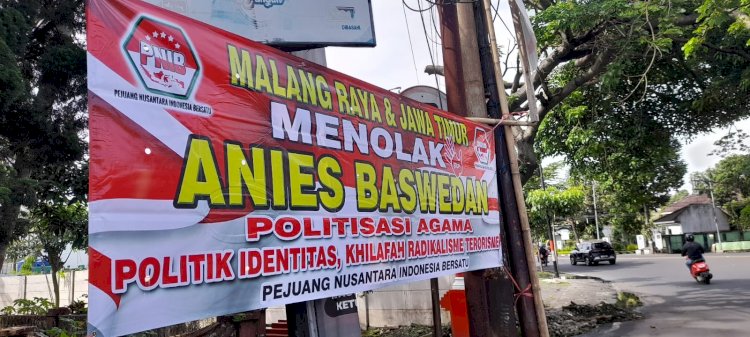 PNIB
PEJUANG NUSANTARA INDONESIA BERSATU
MALANG RAYA & JAWA TIMUR
MENOLAK
ANIES BASWEDAN
POLITISASI AGAMA
POLITIK IDENTITAS, KHILAFAH RADIKALISME TERORISME
PEJUANG NUSANTARA INDONESIA BERSATU